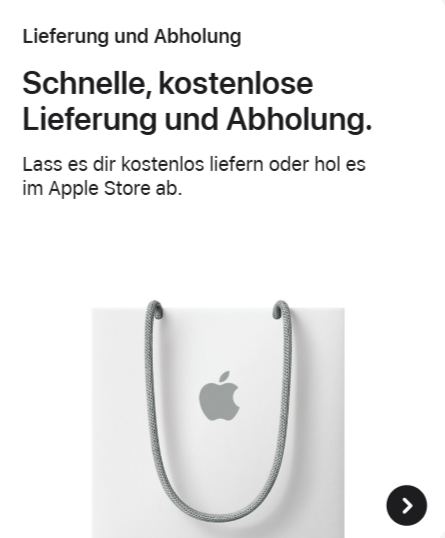 Lieferung und Abholung
Schnelle, kostenlose
Lieferung und Abholung.
Lass es dir kostenlos liefern oder hol es
im Apple Store ab.